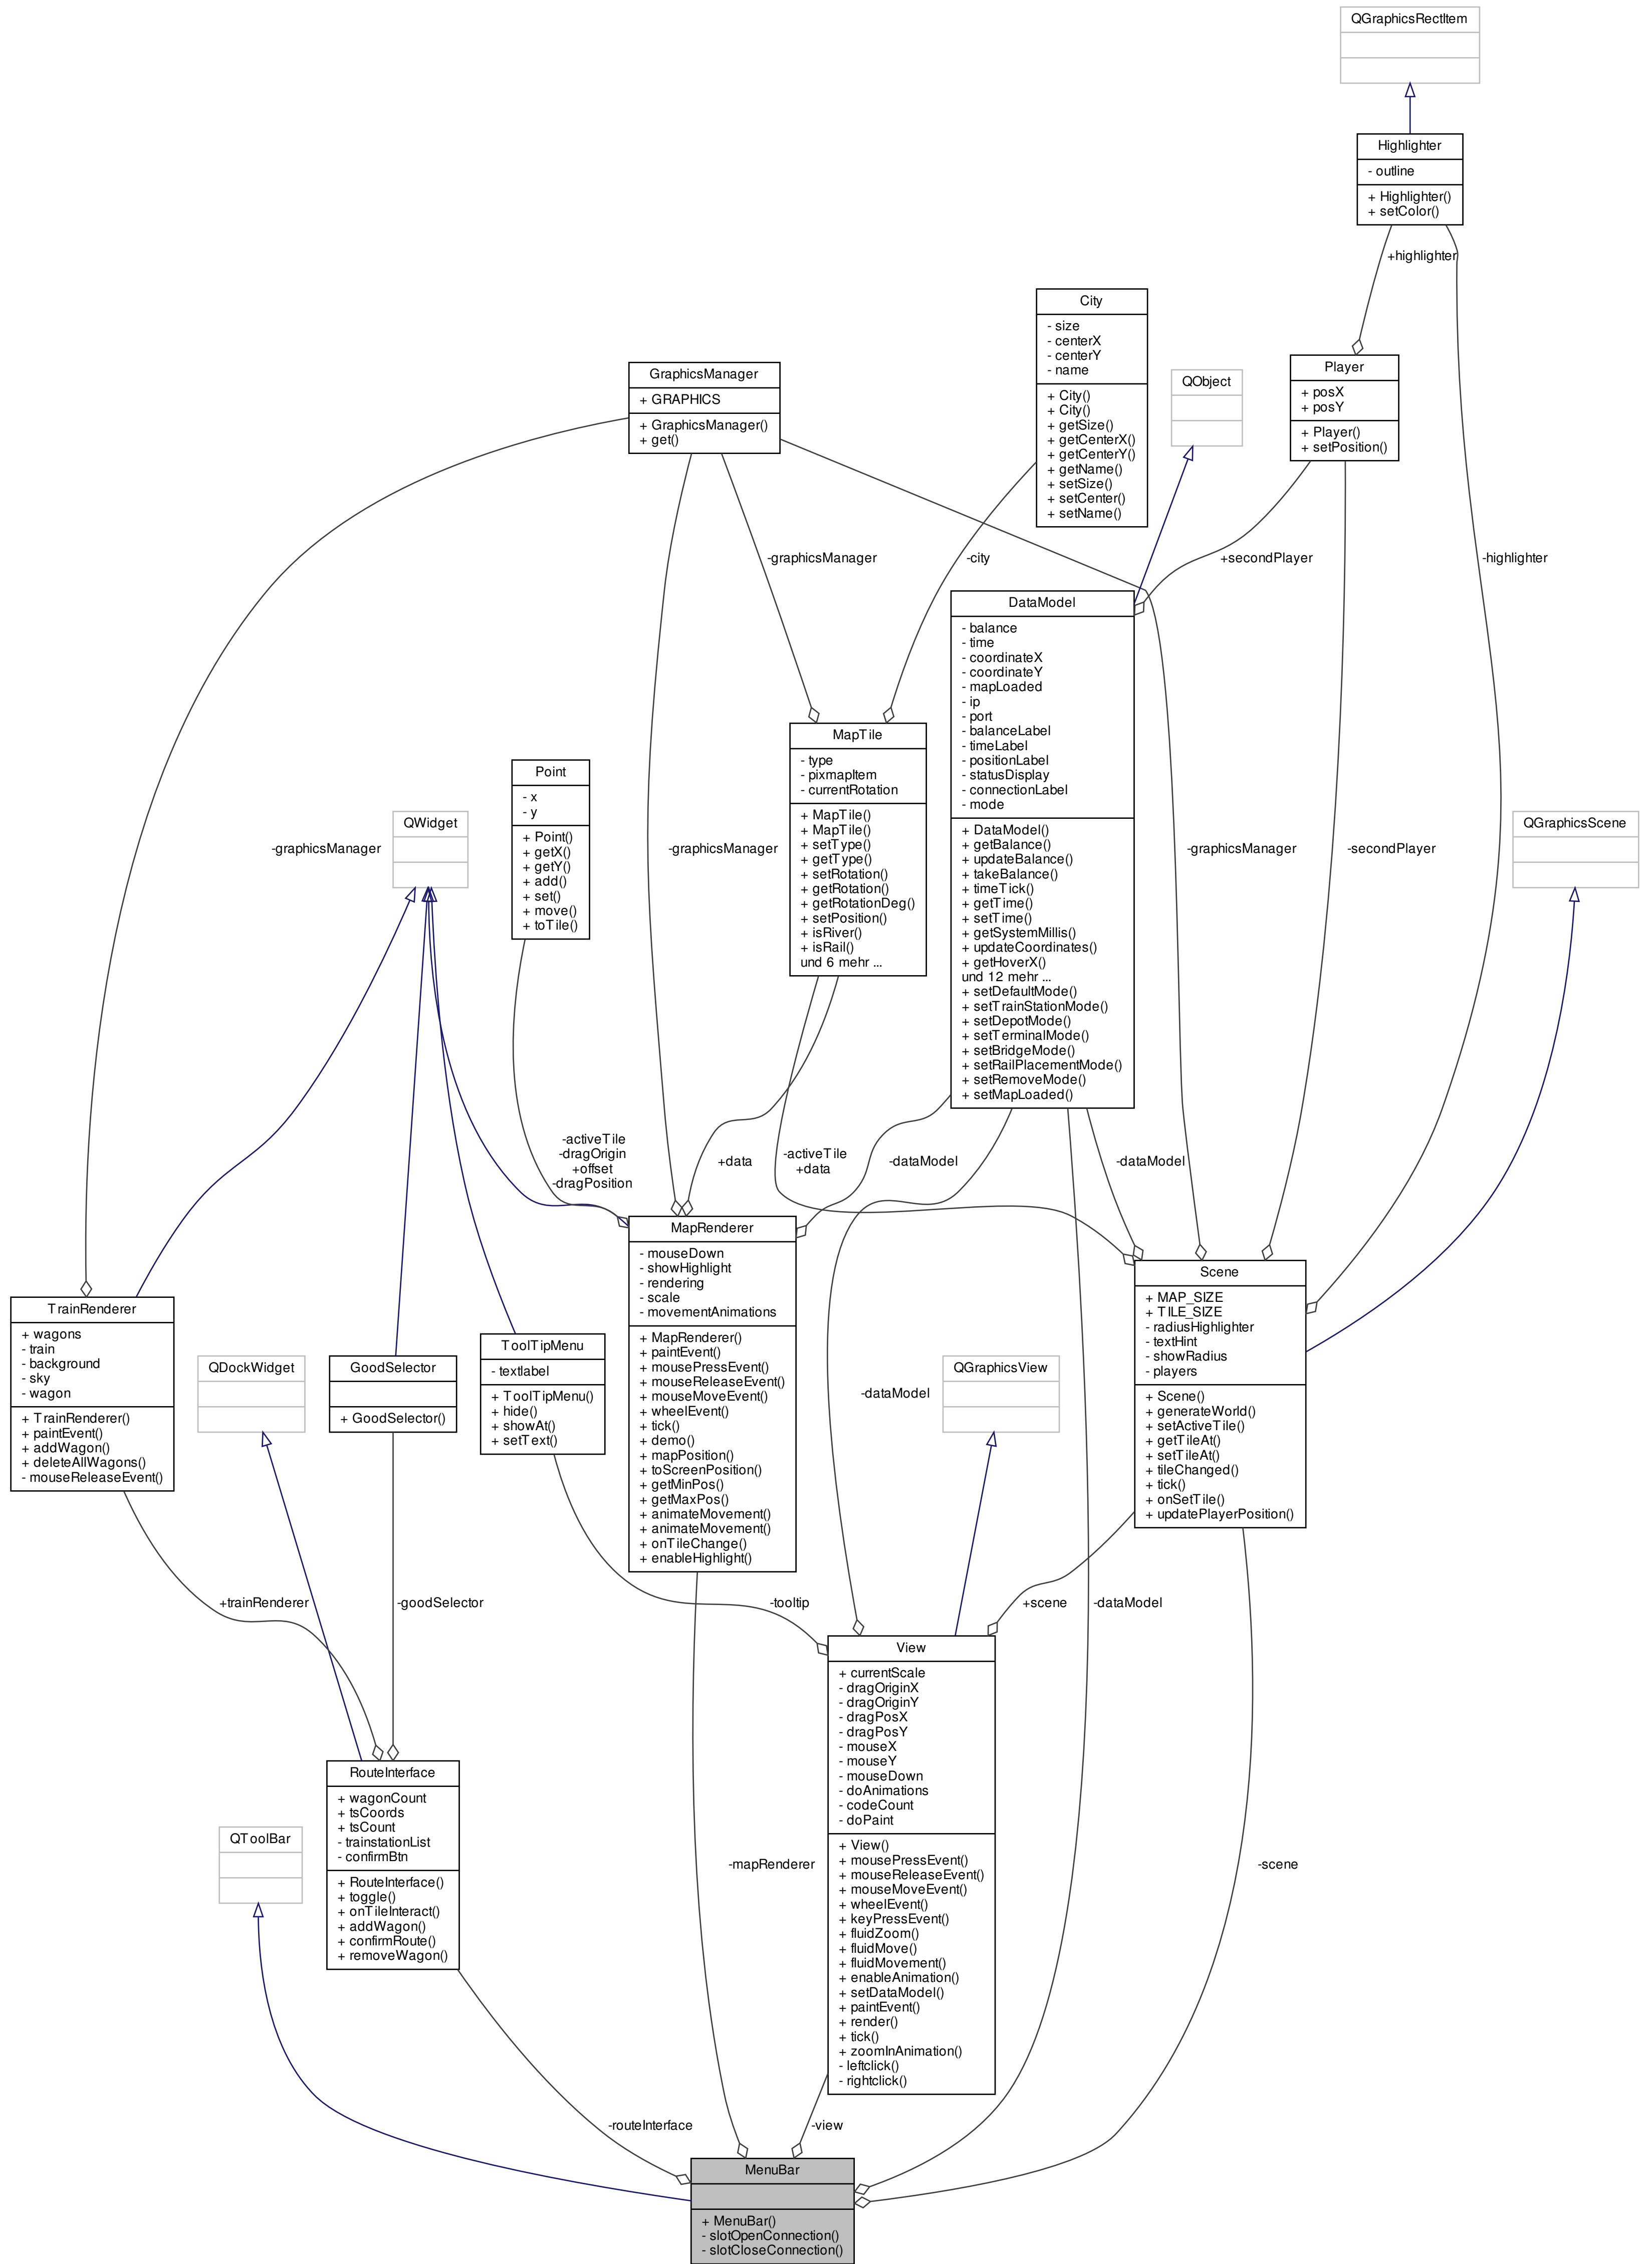 QGraphicsRectItem
Highlighter
- outline
+ Highlighter()
+ setColor()
+highlighter
City
- size
- centerX
- centerY
- name
+ City()
+ City()
+ getSize()
+ getCenterX()
+ getCenterY()
+ getName()
+ setSize()
+ setCenter()
+ setName()
Player
+ posX
+ posY
+ Player()
+ setPosition()
GraphicsManager
+ GRAPHICS
+ GraphicsManager()
+ get()
QObject
-graphicsManager
-city
+secondPlayer
-highlighter
DataModel
- balance
- time
- coordinateX
- coordinateY
- mapLoaded
- ip
- port
- balanceLabel
- timeLabel
- positionLabel
- statusDisplay
- connectionLabel
- mode
+ DataModel()
+ getBalance()
+ updateBalance()
+ takeBalance()
+ timeTick()
+ getTime()
+ setTime()
+ getSystemMillis()
+ updateCoordinates()
+ getHoverX()
und 12 mehr ...
+ setDefaultMode()
+ setTrainStationMode()
+ setDepotMode()
+ setTerminalMode()
+ setBridgeMode()
+ setRailPlacementMode()
+ setRemoveMode()
+ setMapLoaded()
MapTile
- type
- pixmapItem
- currentRotation
+ MapTile()
+ MapTile()
+ setType()
+ getType()
+ setRotation()
+ getRotation()
+ getRotationDeg()
+ setPosition()
+ isRiver()
+ isRail()
und 6 mehr ...
Point
- x
- y
+ Point()
+ getX()
+ getY()
+ add()
+ set()
+ move()
+ toTile()
QWidget
QGraphicsScene
-graphicsManager
-graphicsManager
-graphicsManager
-secondPlayer
-activeTile
-dragOrigin
+offset
-dragPosition
+data
-activeTile
+data
-dataModel
-dataModel
MapRenderer
- mouseDown
- showHighlight
- rendering
- scale
- movementAnimations
+ MapRenderer()
+ paintEvent()
+ mousePressEvent()
+ mouseReleaseEvent()
+ mouseMoveEvent()
+ wheelEvent()
+ tick()
+ demo()
+ mapPosition()
+ toScreenPosition()
+ getMinPos()
+ getMaxPos()
+ animateMovement()
+ animateMovement()
+ onTileChange()
+ enableHighlight()
Scene
+ MAP_SIZE
+ TILE_SIZE
- radiusHighlighter
- textHint
- showRadius
- players
+ Scene()
+ generateWorld()
+ setActiveTile()
+ getTileAt()
+ setTileAt()
+ tileChanged()
+ tick()
+ onSetTile()
+ updatePlayerPosition()
TrainRenderer
+ wagons
- train
- background
- sky
- wagon
+ TrainRenderer()
+ paintEvent()
+ addWagon()
+ deleteAllWagons()
- mouseReleaseEvent()
QDockWidget
GoodSelector
+ GoodSelector()
ToolTipMenu
- textlabel
+ ToolTipMenu()
+ hide()
+ showAt()
+ setText()
QGraphicsView
-dataModel
+trainRenderer
-goodSelector
-tooltip
+scene
-dataModel
View
+ currentScale
- dragOriginX
- dragOriginY
- dragPosX
- dragPosY
- mouseX
- mouseY
- mouseDown
- doAnimations
- codeCount
- doPaint
+ View()
+ mousePressEvent()
+ mouseReleaseEvent()
+ mouseMoveEvent()
+ wheelEvent()
+ keyPressEvent()
+ fluidZoom()
+ fluidMove()
+ fluidMovement()
+ enableAnimation()
+ setDataModel()
+ paintEvent()
+ render()
+ tick()
+ zoomInAnimation()
- leftclick()
- rightclick()
RouteInterface
+ wagonCount
+ tsCoords
+ tsCount
- trainstationList
- confirmBtn
+ RouteInterface()
+ toggle()
+ onTileInteract()
+ addWagon()
+ confirmRoute()
+ removeWagon()
QToolBar
-mapRenderer
-scene
-routeInterface
-view
MenuBar
+ MenuBar()
- slotOpenConnection()
- slotCloseConnection()